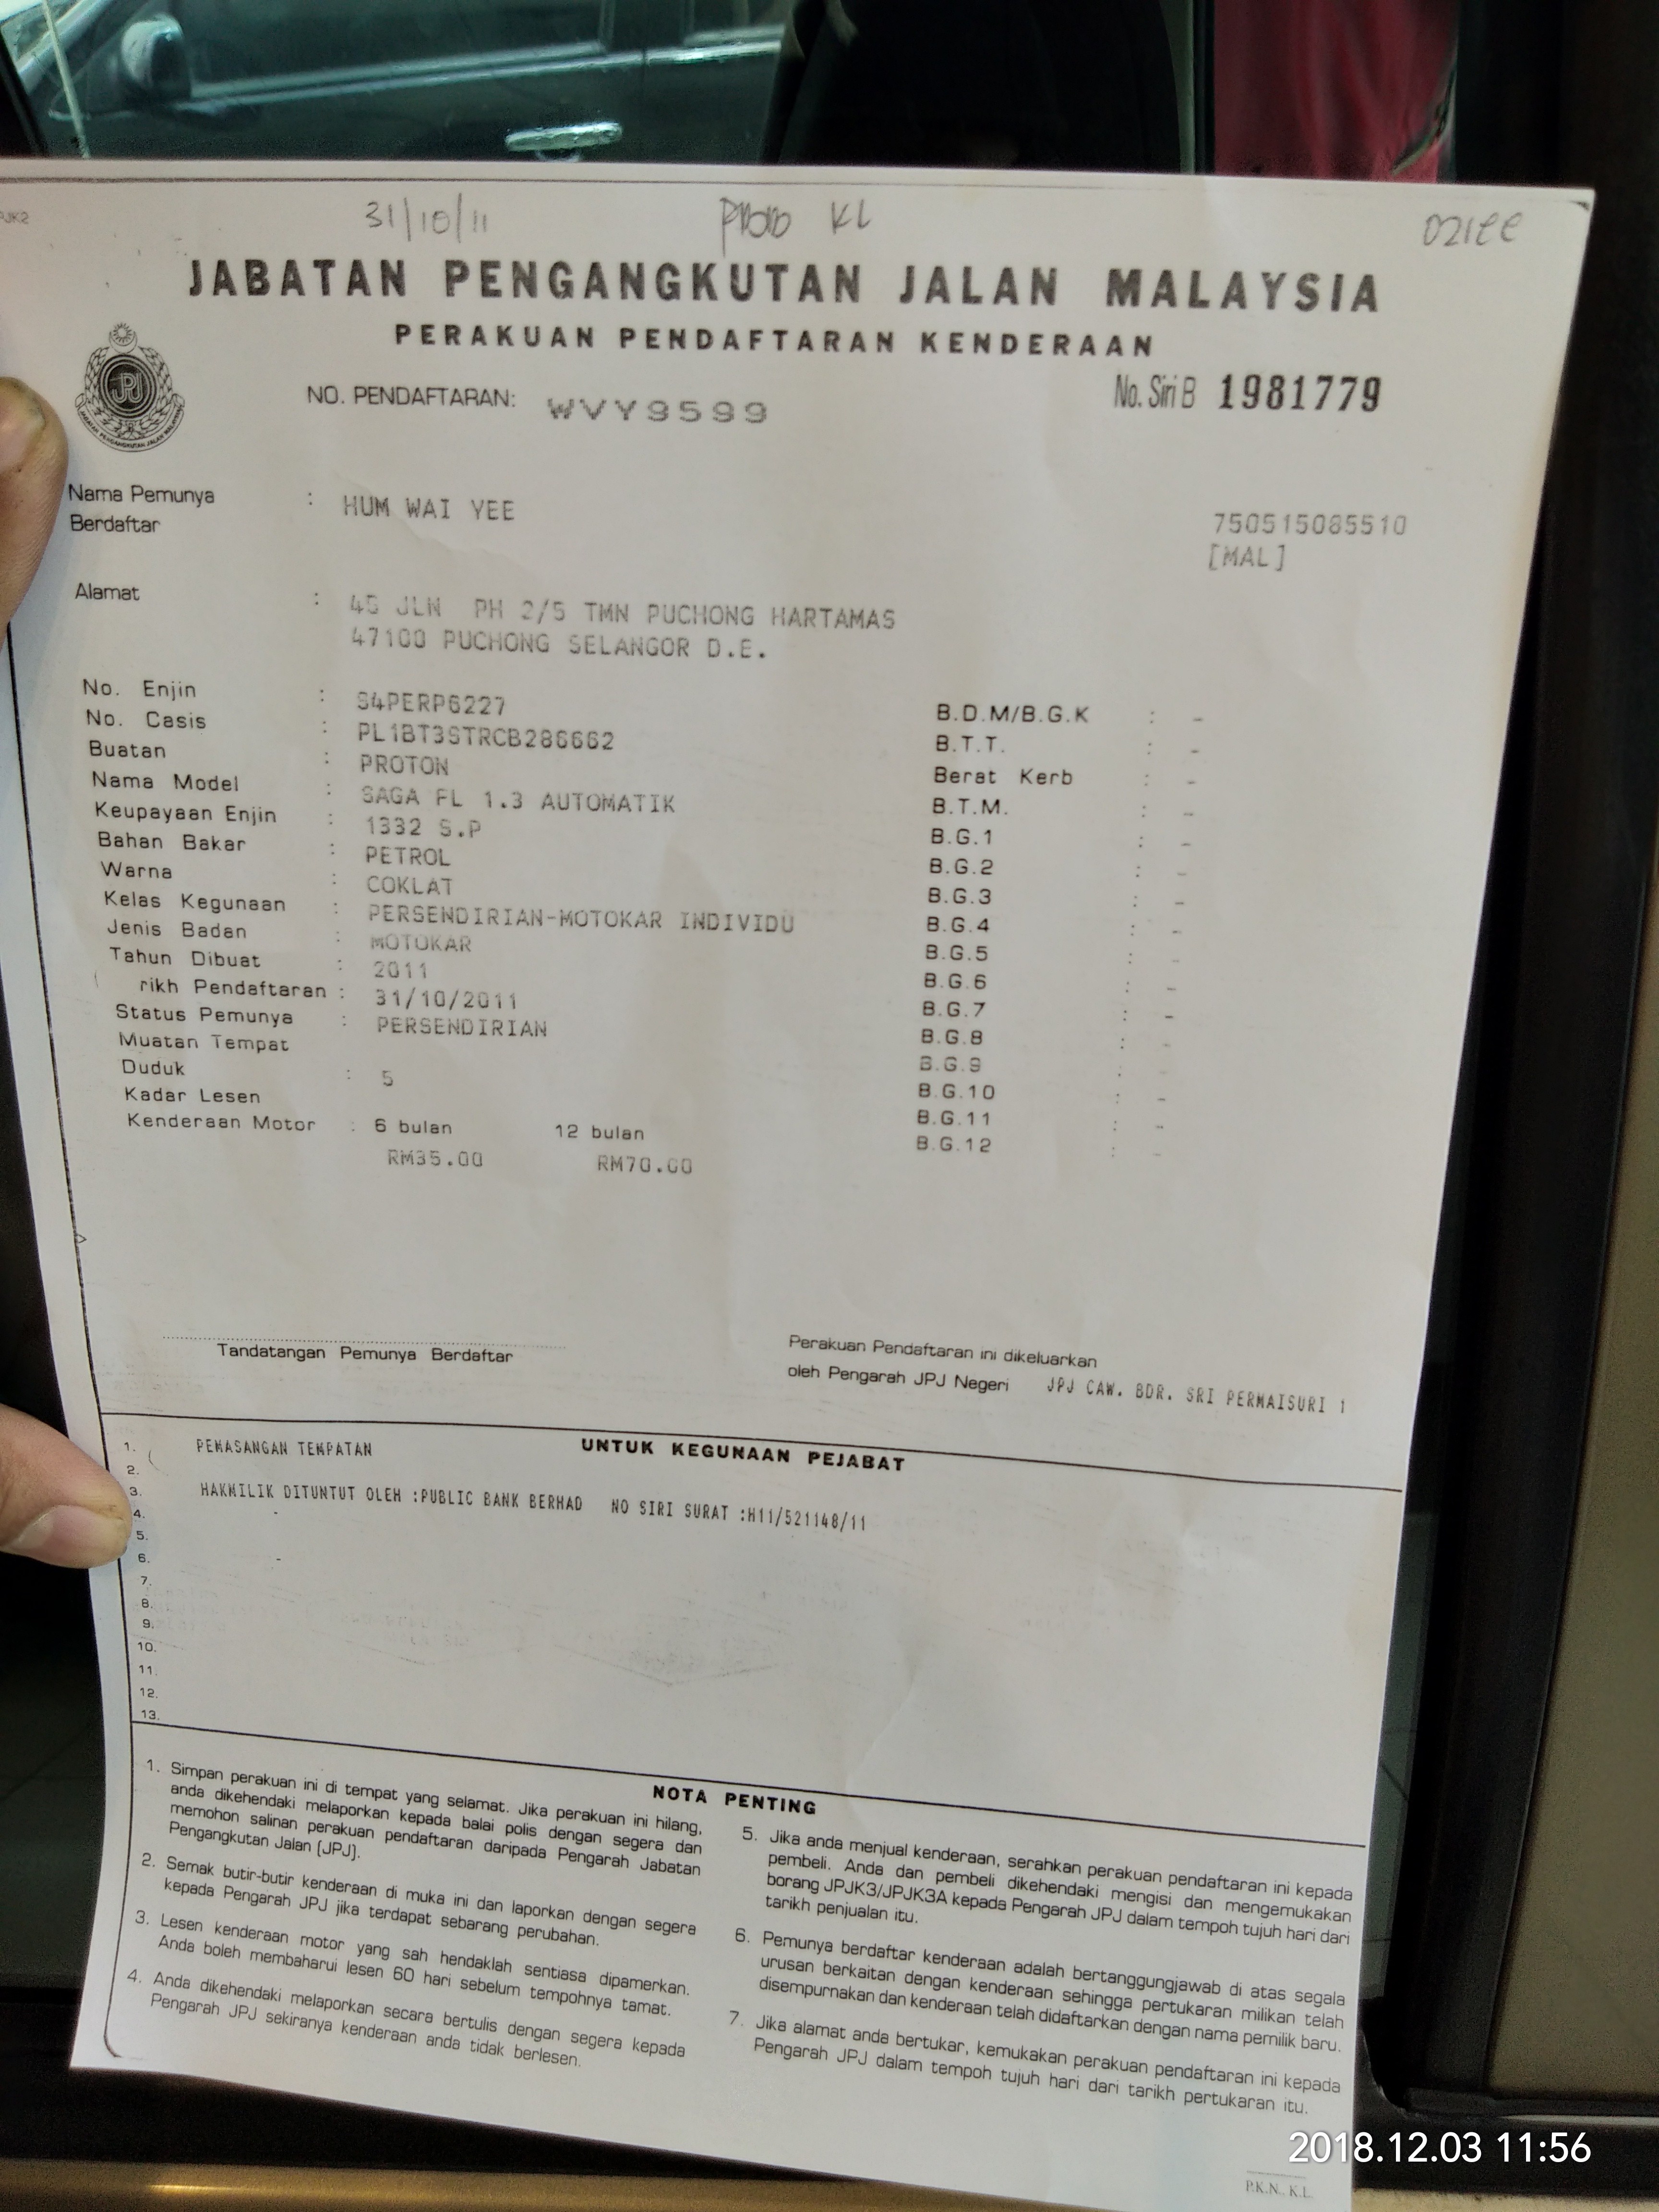 31/10/11 KL
JABATAN PENGANGKUTAN JALAN MALAYSIA
PERAKUAN PENDAFTARAN KENDERAAN
NO. PENDAFTARAN: WVY9599 No. Siri B 1981779
JPJ
Nama Pemunya Berdaftar : HUM WAI YEE 750515085510
[MAL]
Alamat : 45 JLN PH 2/5 TMN PUCHONG HARTAMAS
47100 PUCHONG SELANGOR D.E.
No. Enjin : S4PERP6227
No. Casis : PL1BT3STRCB286662
Buatan : PROTON
Nama Model : SAGA FL 1.3 AUTOMATIK
Keupayaan Enjin : 1332 S.P
Bahan Bakar : PETROL
Warna : COKLAT
Kelas Kegunaan : PERSENDIRIAN-MOTOKAR INDIVIDU
Jenis Badan : MOTOKAR
Tahun Dibuat : 2011
rikh Pendaftaran : 31/10/2011
Status Pemunya : PERSENDIRIAN
Muatan Tempat
Duduk : 5
Kadar Lesen
Kenderaan Motor : 6 bulan 12 bulan
RM35.00 RM70.00
B.D.M/B.G.K : -
B.T.T. : -
Berat Kerb : -
B.T.M. : -
B.G.1 : -
B.G.2 : -
B.G.3 : -
B.G.4 : -
B.G.5 : -
B.G.6 : -
B.G.7 : -
B.G.8 : -
B.G.9 : -
B.G.10 : -
B.G.11 : -
B.G.12 : -
Tandatangan Pemunya Berdaftar
Perakuan Pendaftaran ini dikeluarkan
oleh Pengarah JPJ Negeri JPJ CAW. BDR. SRI PERMAISURI 1
UNTUK KEGUNAAN PEJABAT
1. PEMASANGAN TEMPATAN
2.
3. HAKMILIK DITUNTUT OLEH :PUBLIC BANK BERHAD NO SIRI SURAT :H11/521148/11
4.
5.
6.
7.
8.
9.
10.
11.
12.
13.
NOTA PENTING
1. Simpan perakuan ini di tempat yang selamat. Jika perakuan ini hilang,
anda dikehendaki melaporkan kepada balai polis dengan segera dan
memohon salinan perakuan pendaftaran daripada Pengarah Jabatan
Pengangkutan Jalan (JPJ).
2. Semak butir-butir kenderaan di muka ini dan laporkan dengan segera
kepada Pengarah JPJ jika terdapat sebarang perubahan.
3. Lesen kenderaan motor yang sah hendaklah sentiasa dipamerkan.
Anda boleh membaharui lesen 60 hari sebelum tempohnya tamat.
4. Anda dikehendaki melaporkan secara bertulis dengan segera kepada
Pengarah JPJ sekiranya kenderaan anda tidak berlesen.
5. Jika anda menjual kenderaan, serahkan perakuan pendaftaran ini kepada
pembeli. Anda dan pembeli dikehendaki mengisi dan mengemukakan
borang JPJK3/JPJK3A kepada Pengarah JPJ dalam tempoh tujuh hari dari
tarikh penjualan itu.
6. Pemunya berdaftar kenderaan adalah bertanggungjawab di atas segala
urusan berkaitan dengan kenderaan sehingga pertukaran milikan telah
disempurnakan dan kenderaan telah didaftarkan dengan nama pemilik baru.
7. Jika alamat anda bertukar, kemukakan perakuan pendaftaran ini kepada
Pengarah JPJ dalam tempoh tujuh hari dari tarikh pertukaran itu.
P.K.N., K.L.
2018.12.03 11:56